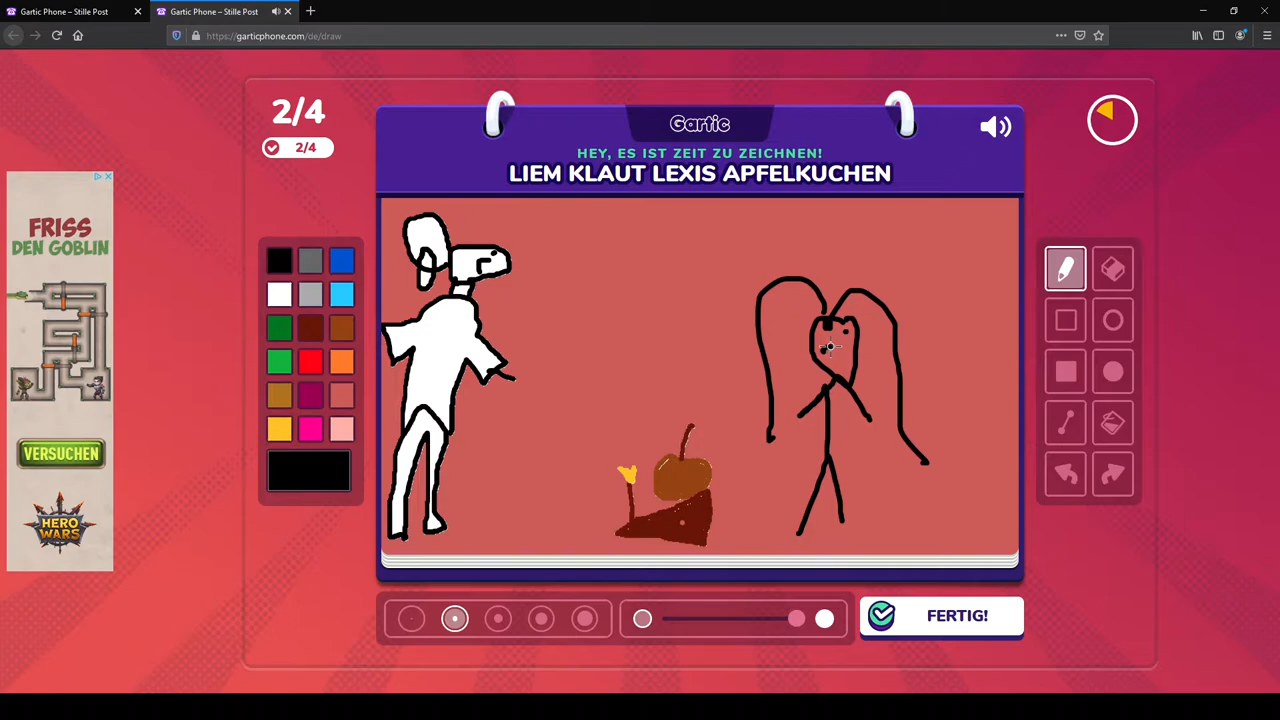 Gartic Phone – Stille Post
Gartic Phone – Stille Post
https://garticphone.com/de/draw
2/4
2/4
Gartic
HEY, ES IST ZEIT ZU ZEICHNEN!
LIEM KLAUT LEXIS APFELKUCHEN
FRISS
DEN GOBLIN
VERSUCHEN
HERO
WARS
FERTIG!